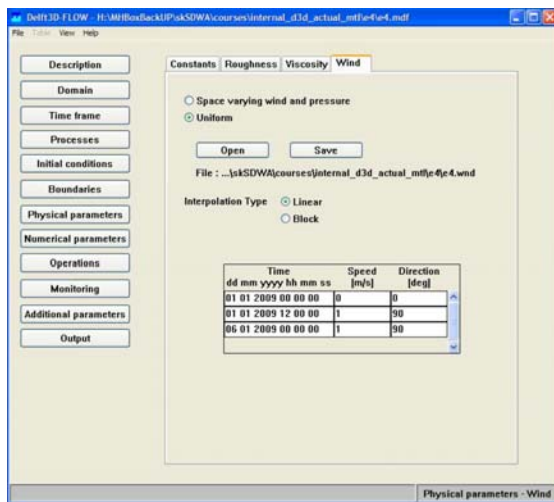 Delft3D-FLOW - H:\MHBoxBackUP\skSDWA\courses\internal_d3d_actual_mtl\e4\e4.mdf
File Table View Help
Description
Domain
Time frame
Processes
Initial conditions
Boundaries
Physical parameters
Numerical parameters
Operations
Monitoring
Additional parameters
Output
Constants Roughness Viscosity Wind
Space varying wind and pressure
Uniform
Open Save
File : ...\skSDWA\courses\internal_d3d_actual_mtl\e4\e4.wnd
Interpolation Type Linear
Block
Time Speed Direction
dd mm yyyy hh mm ss [m/s] [deg]
01 01 2009 00 00 00 0 0
01 01 2009 12 00 00 1 90
06 01 2009 00 00 00 1 90
Physical parameters - Wind